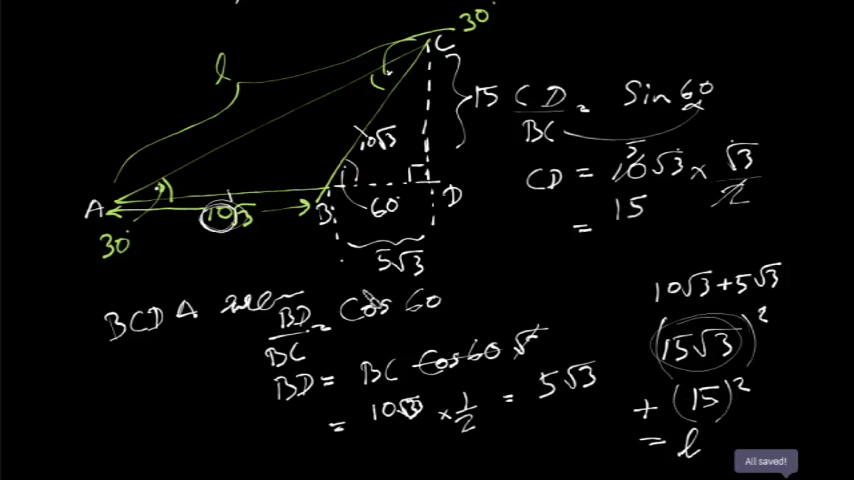 30°
C
l
15
CD/BC = Sin 60
10√3
CD = 10√3 × √3/2
5
= 15
A
10√3
B
60°
D
30°
5√3
BCD Δ
BD/BC = Cos 60
BD = BC Cos 60
= 10√3 × 1/2 = 5√3
10√3 + 5√3
(15√3)²
+ (15)²
= l
All saved!